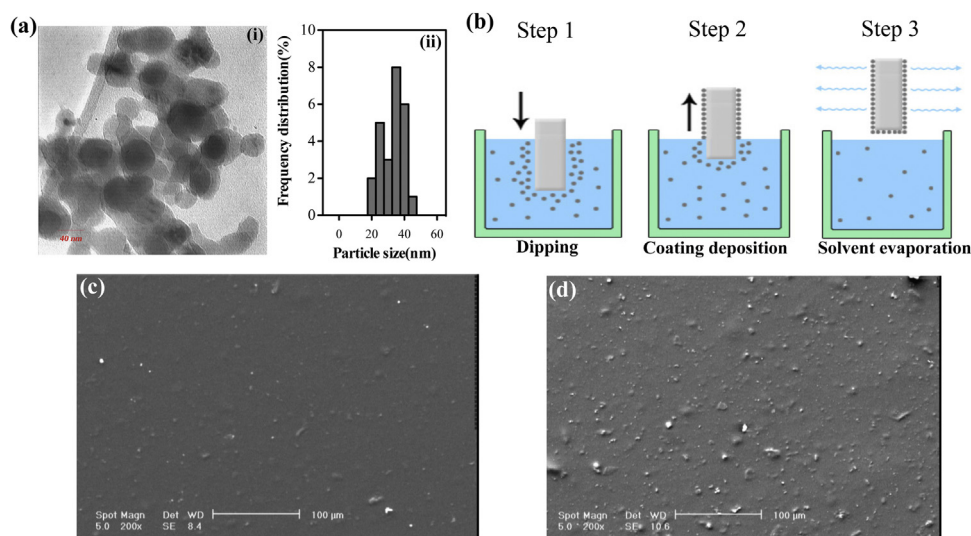 (a)
(i)
40 nm
(ii)
Frequency distribution(%)
10
8
6
4
2
0
0 20 40 60
Particle size(nm)
(b)
Step 1 Step 2 Step 3
Dipping Coating deposition Solvent evaporation
(c)
Spot Magn Det WD 100 µm
5.0 200x SE 8.4
(d)
Spot Magn Det WD 100 µm
5.0 200x SE 10.6